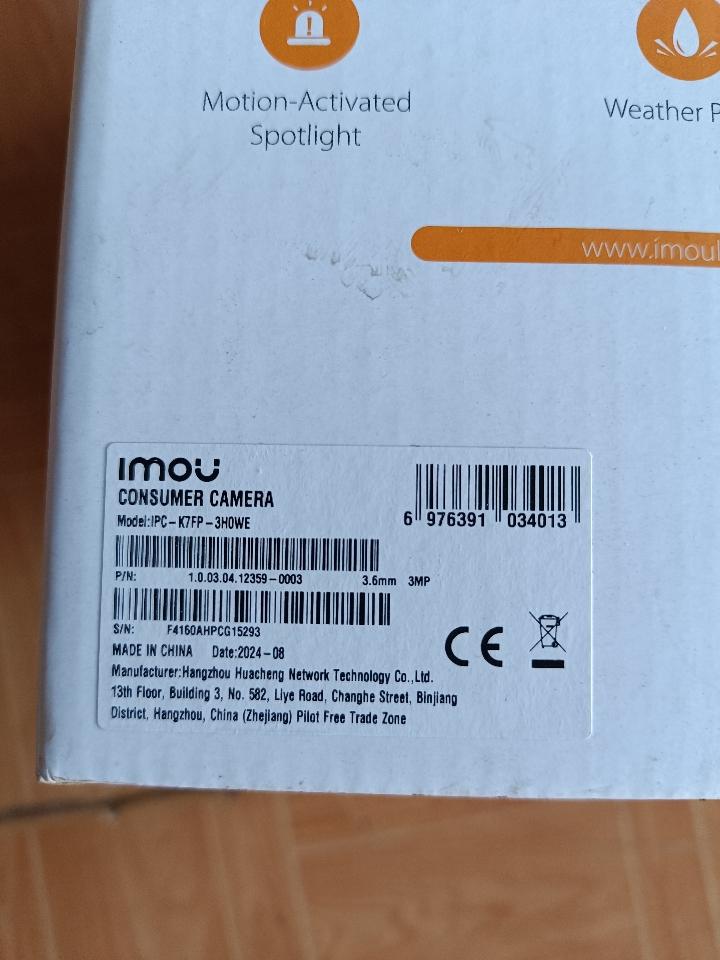 Motion-Activated
Spotlight
Weather P
www.imoul
imou
CONSUMER CAMERA
Model:IPC-K7FP-3H0WE
6 976391 034013
P/N: 1.0.03.04.12359-0003 3.6mm 3MP
S/N: F4160AHPCG15293
MADE IN CHINA Date:2024-08
CE
Manufacturer:Hangzhou Huacheng Network Technology Co.,Ltd.
13th Floor, Building 3, No. 582, Liye Road, Changhe Street, Binjiang
District, Hangzhou, China (Zhejiang) Pilot Free Trade Zone